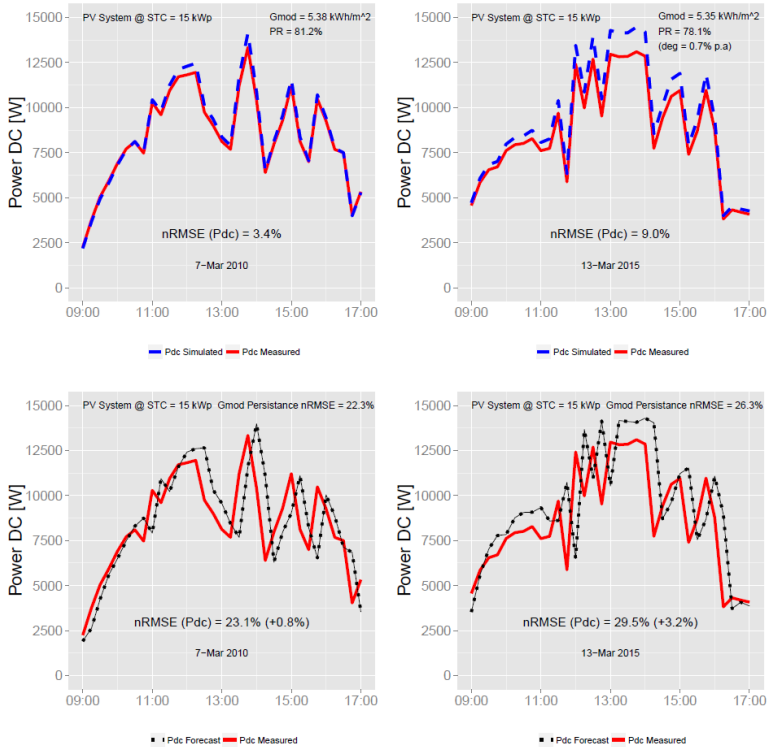 PV System @ STC = 15 kWp
Gmod = 5.38 kWh/m^2
PR = 81.2%
15000
12500
10000
7500
5000
2500
0
Power DC [W]
nRMSE (Pdc) = 3.4%
7-Mar 2010
09:00 11:00 13:00 15:00 17:00
Pdc Simulated Pdc Measured
PV System @ STC = 15 kWp
Gmod = 5.35 kWh/m^2
PR = 78.1%
(deg = 0.7% p.a)
15000
12500
10000
7500
5000
2500
0
Power DC [W]
nRMSE (Pdc) = 9.0%
13-Mar 2015
09:00 11:00 13:00 15:00 17:00
Pdc Simulated Pdc Measured
PV System @ STC = 15 kWp Gmod Persistance nRMSE = 22.3%
15000
12500
10000
7500
5000
2500
0
Power DC [W]
nRMSE (Pdc) = 23.1% (+0.8%)
7-Mar 2010
09:00 11:00 13:00 15:00 17:00
Pdc Forecast Pdc Measured
PV System @ STC = 15 kWp Gmod Persistance nRMSE = 26.3%
15000
12500
10000
7500
5000
2500
0
Power DC [W]
nRMSE (Pdc) = 29.5% (+3.2%)
13-Mar 2015
09:00 11:00 13:00 15:00 17:00
Pdc Forecast Pdc Measured